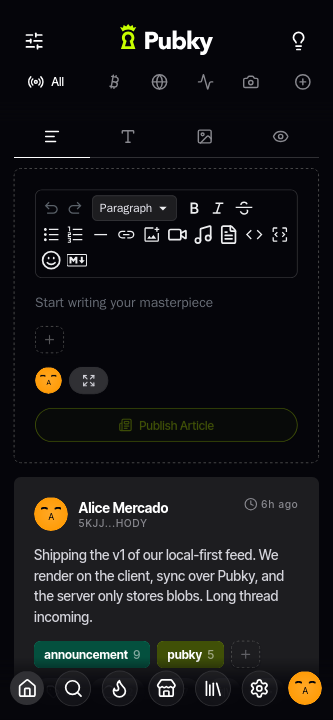 Pubky
All
Paragraph
B I S
M↓
Start writing your masterpiece
A
Publish Article
A
Alice Mercado
6h ago
5KJJ...HODY
Shipping the v1 of our local-first feed. We
render on the client, sync over Pubky, and
the server only stores blobs. Long thread
incoming.
announcement 9 pubky 5
A